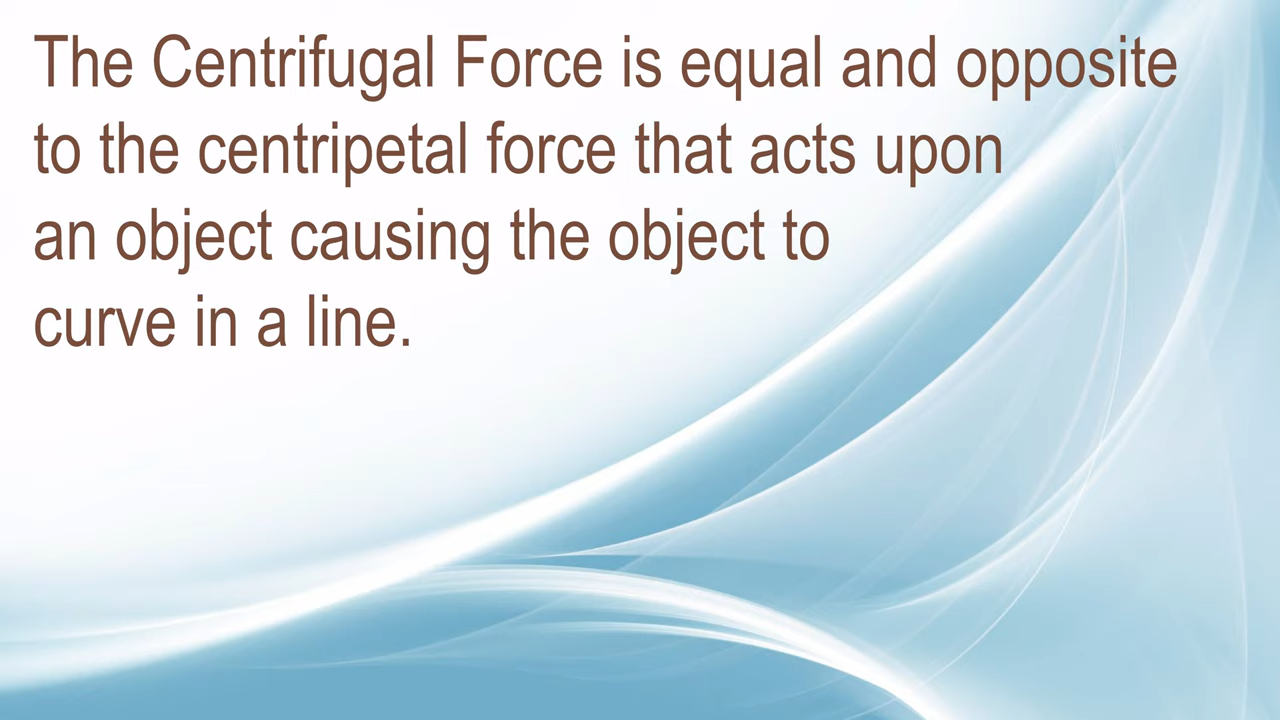 The Centrifugal Force is equal and opposite
to the centripetal force that acts upon
an object causing the object to
curve in a line.